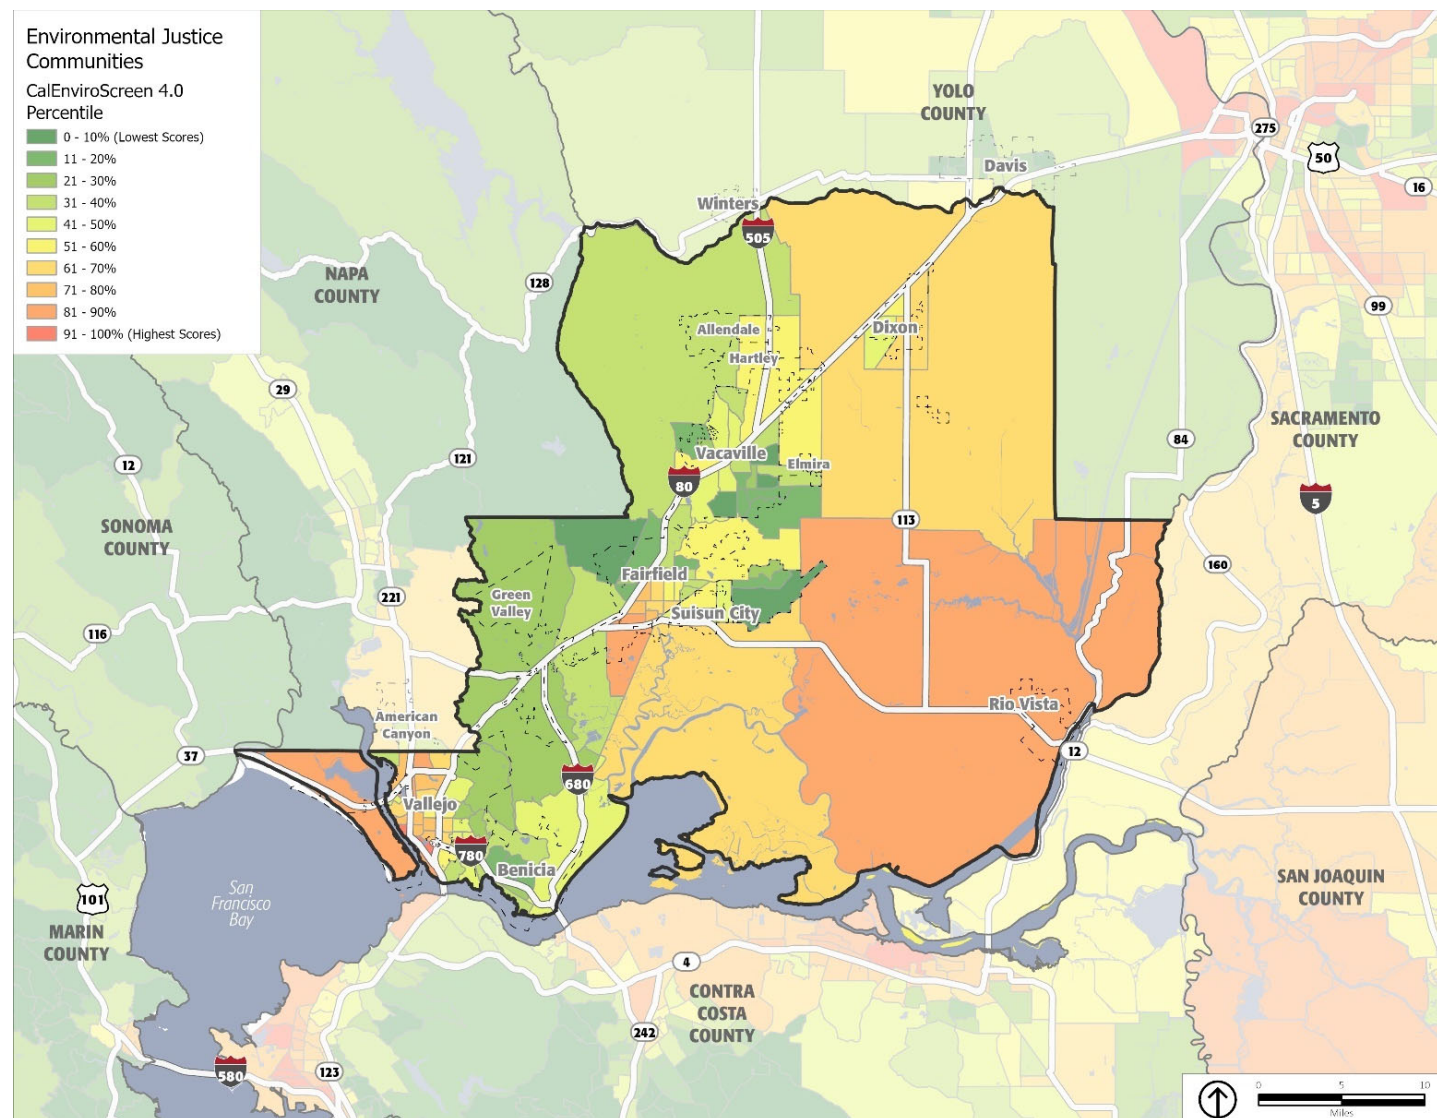 Environmental Justice
Communities
CalEnviroScreen 4.0
Percentile
0 - 10% (Lowest Scores)
11 - 20%
21 - 30%
31 - 40%
41 - 50%
51 - 60%
61 - 70%
71 - 80%
81 - 90%
91 - 100% (Highest Scores)
YOLO
COUNTY
275
50
Davis
16
Winters
505
NAPA
COUNTY
128
99
Allendale
Dixon
Hartley
29
SACRAMENTO
COUNTY
84
12
121
Vacaville
Elmira
80
5
SONOMA
COUNTY
113
160
Fairfield
221
Green
Valley
Suisun City
116
Rio Vista
American
Canyon
37
12
680
Vallejo
780
Benicia
San
Francisco
Bay
101
MARIN
COUNTY
SAN JOAQUIN
COUNTY
4
CONTRA
COSTA
COUNTY
242
580
123
0
5
10
Miles